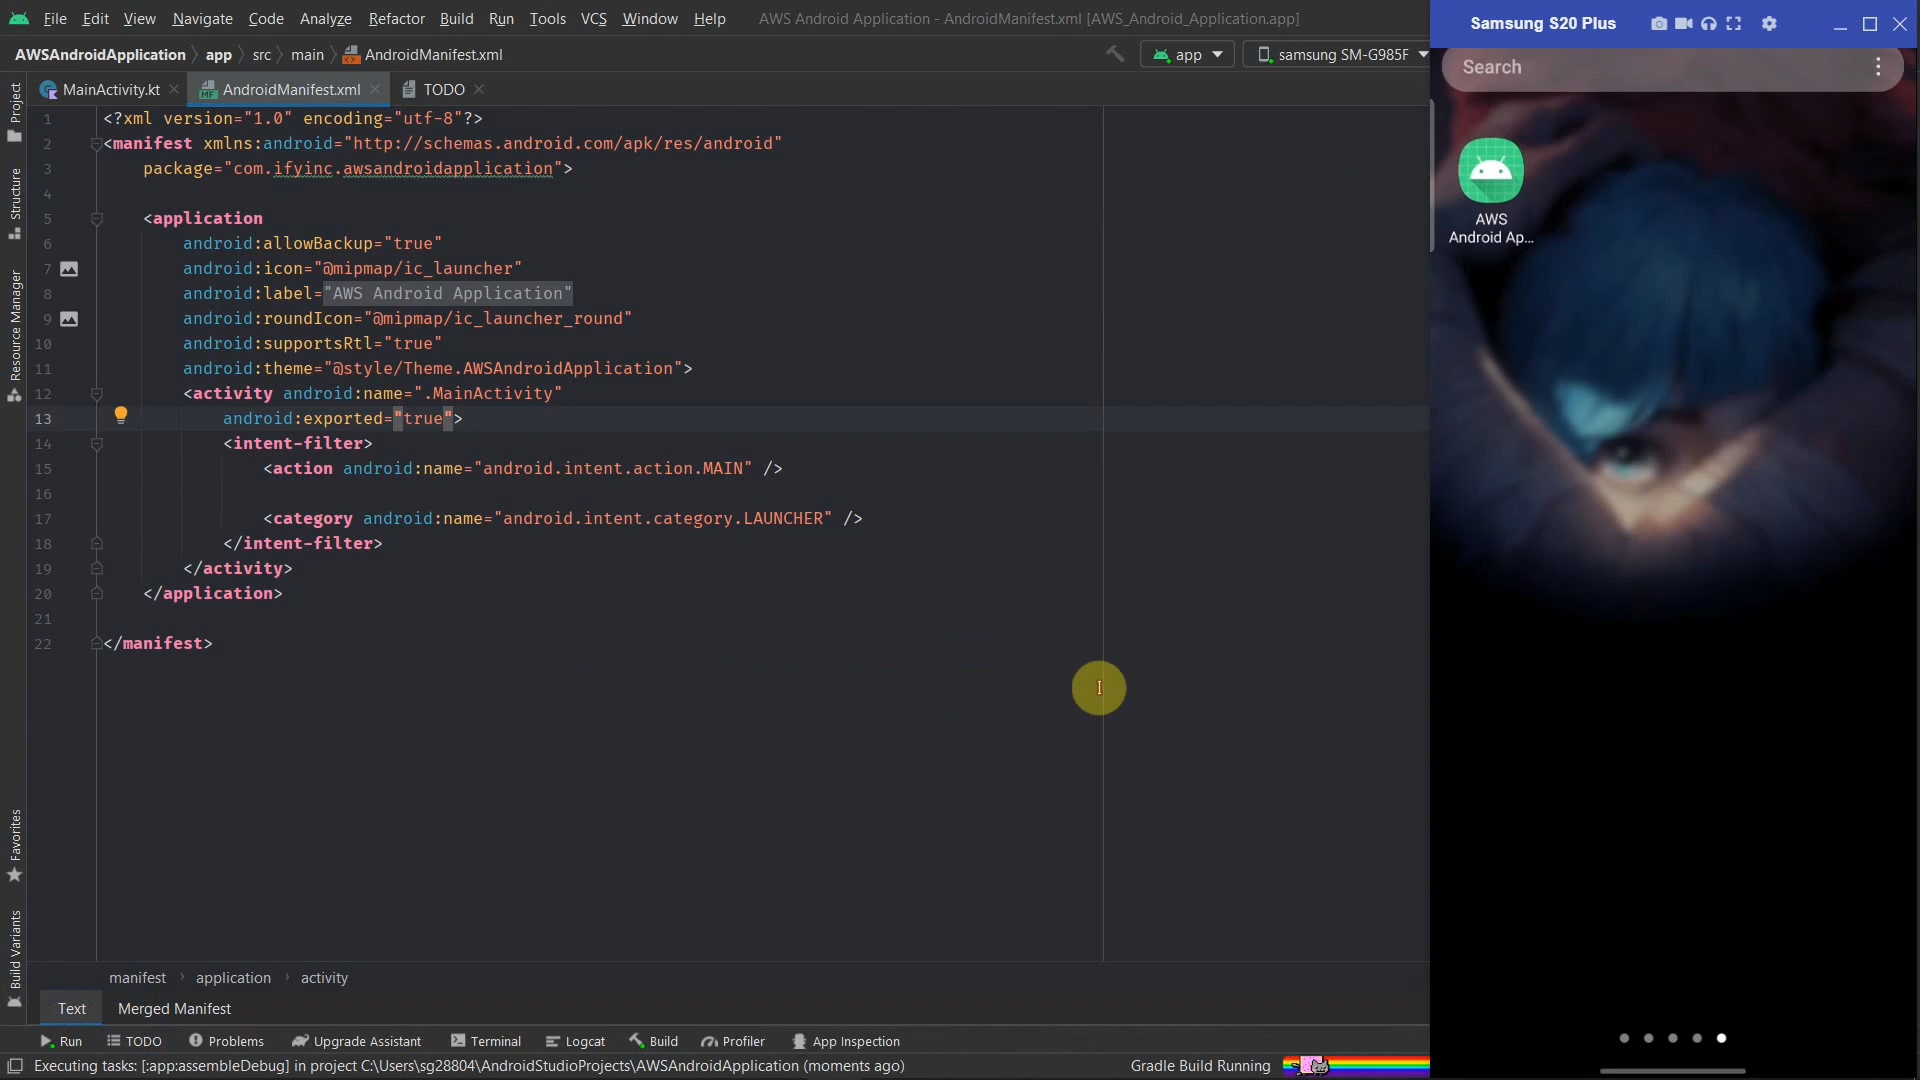 File Edit View Navigate Code Analyze Refactor Build Run Tools VCS Window Help AWS Android Application - AndroidManifest.xml [AWS_Android_Application.app]
Samsung S20 Plus
AWSAndroidApplication app src main AndroidManifest.xml app samsung SM-G985F
Search
MainActivity.kt AndroidManifest.xml TODO
1 <?xml version="1.0" encoding="utf-8"?>
2 <manifest xmlns:android="http://schemas.android.com/apk/res/android"
3 package="com.ifyinc.awsandroidapplication">
4
5 <application
6 android:allowBackup="true"
7 android:icon="@mipmap/ic_launcher"
8 android:label="AWS Android Application"
9 android:roundIcon="@mipmap/ic_launcher_round"
10 android:supportsRtl="true"
11 android:theme="@style/Theme.AWSAndroidApplication">
12 <activity android:name=".MainActivity"
13 android:exported="true">
14 <intent-filter>
15 <action android:name="android.intent.action.MAIN" />
16
17 <category android:name="android.intent.category.LAUNCHER" />
18 </intent-filter>
19 </activity>
20 </application>
21
22 </manifest>
AWS
Android Ap...
Project
Structure
Resource Manager
Favorites
Build Variants
manifest application activity
Text Merged Manifest
Run TODO Problems Upgrade Assistant Terminal Logcat Build Profiler App Inspection
Executing tasks: [:app:assembleDebug] in project C:\Users\sg28804\AndroidStudioProjects\AWSAndroidApplication (moments ago) Gradle Build Running